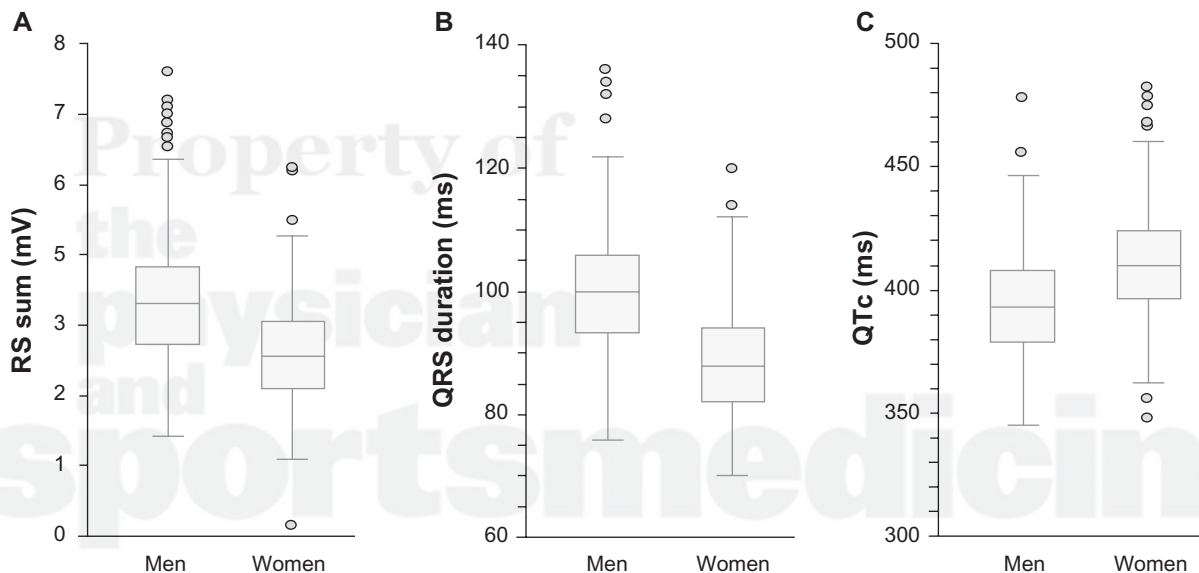 A
B
C
8
7
6
5
3
2
1
0
RS sum (mV)
Men
Women
140
120
100
80
60
QRS duration (ms)
Men
Women
500
450
400
350
300
QTc (ms)
Men
Women
Property of
the
physician
and
sportsmedicin